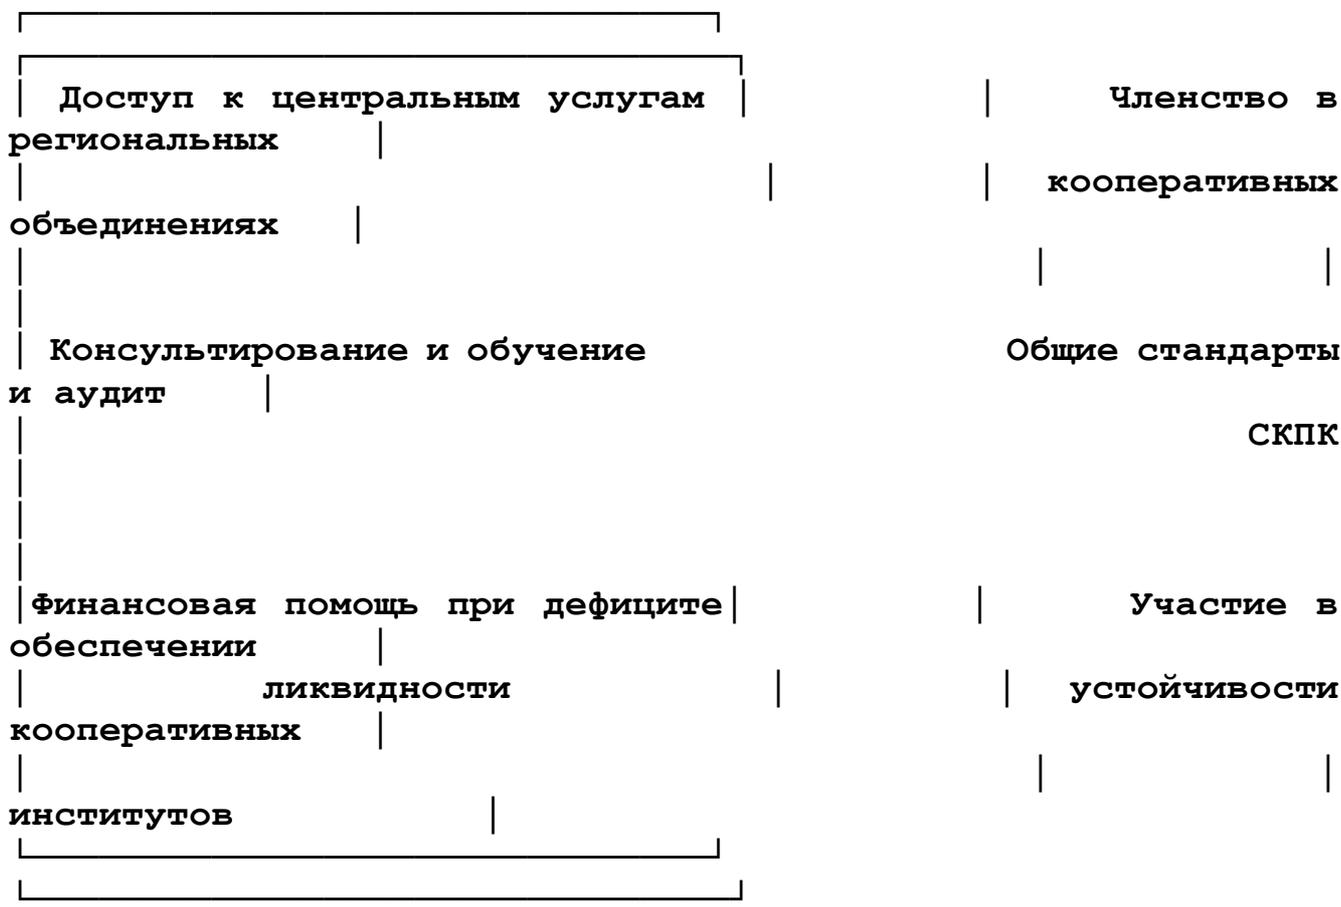 Доступ к центральным услугам Членство в
региональных
кооперативных
объединениях
Консультирование и обучение Общие стандарты
и аудит
СКПК
Финансовая помощь при дефиците Участие в
обеспечении
ликвидности устойчивости
кооперативных
институтов